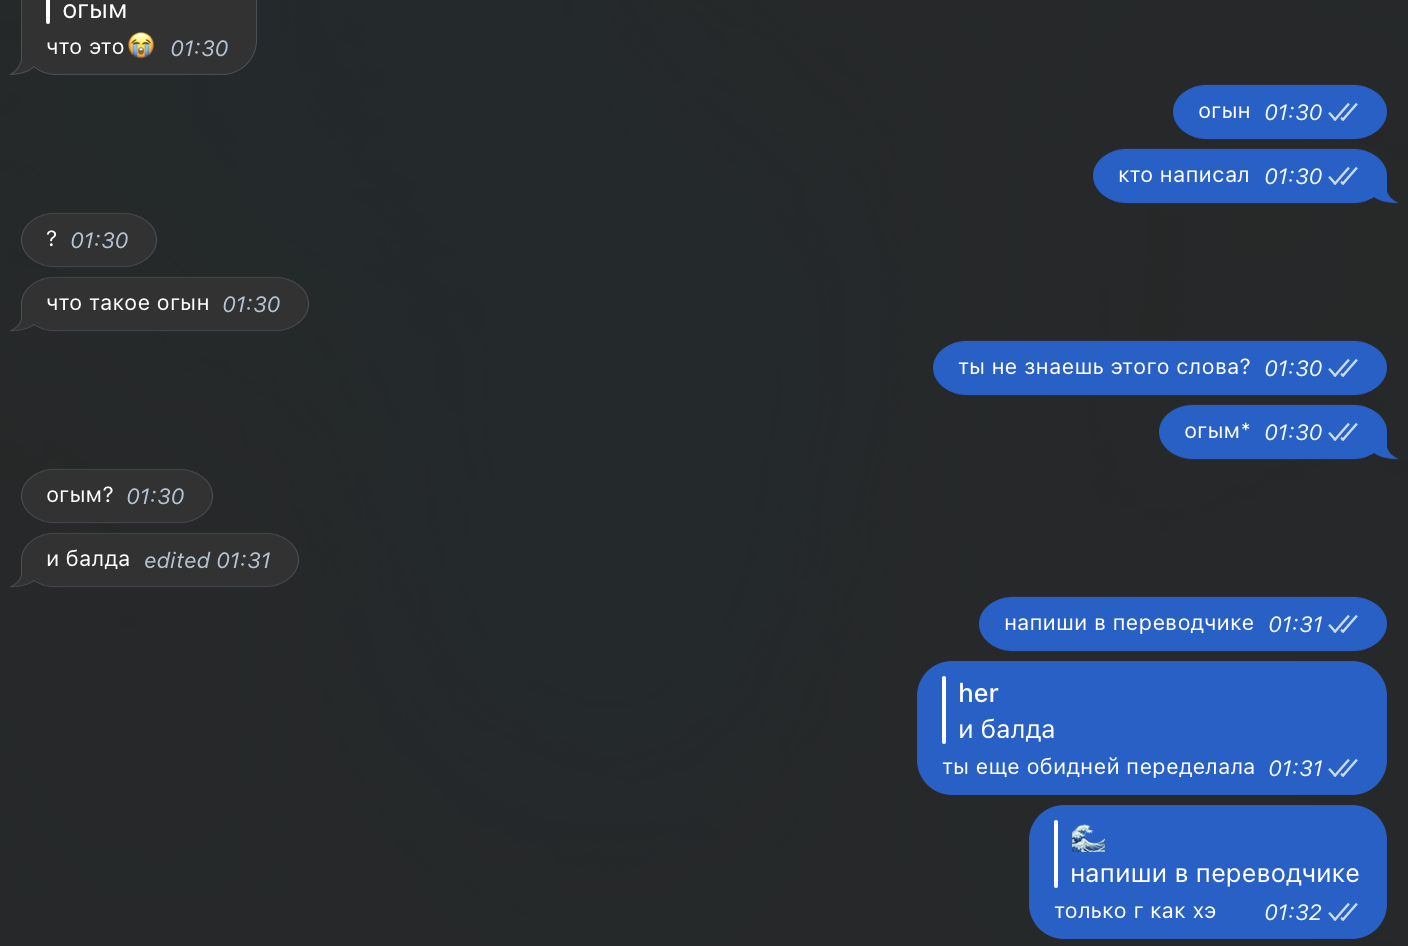 огым
что это😭 01:30
огын 01:30
кто написал 01:30
? 01:30
что такое огын 01:30
ты не знаешь этого слова? 01:30
огым* 01:30
огым? 01:30
и балда edited 01:31
напиши в переводчике 01:31
her
и балда
ты еще обидней переделала 01:31
🌊
напиши в переводчике
только г как хэ 01:32